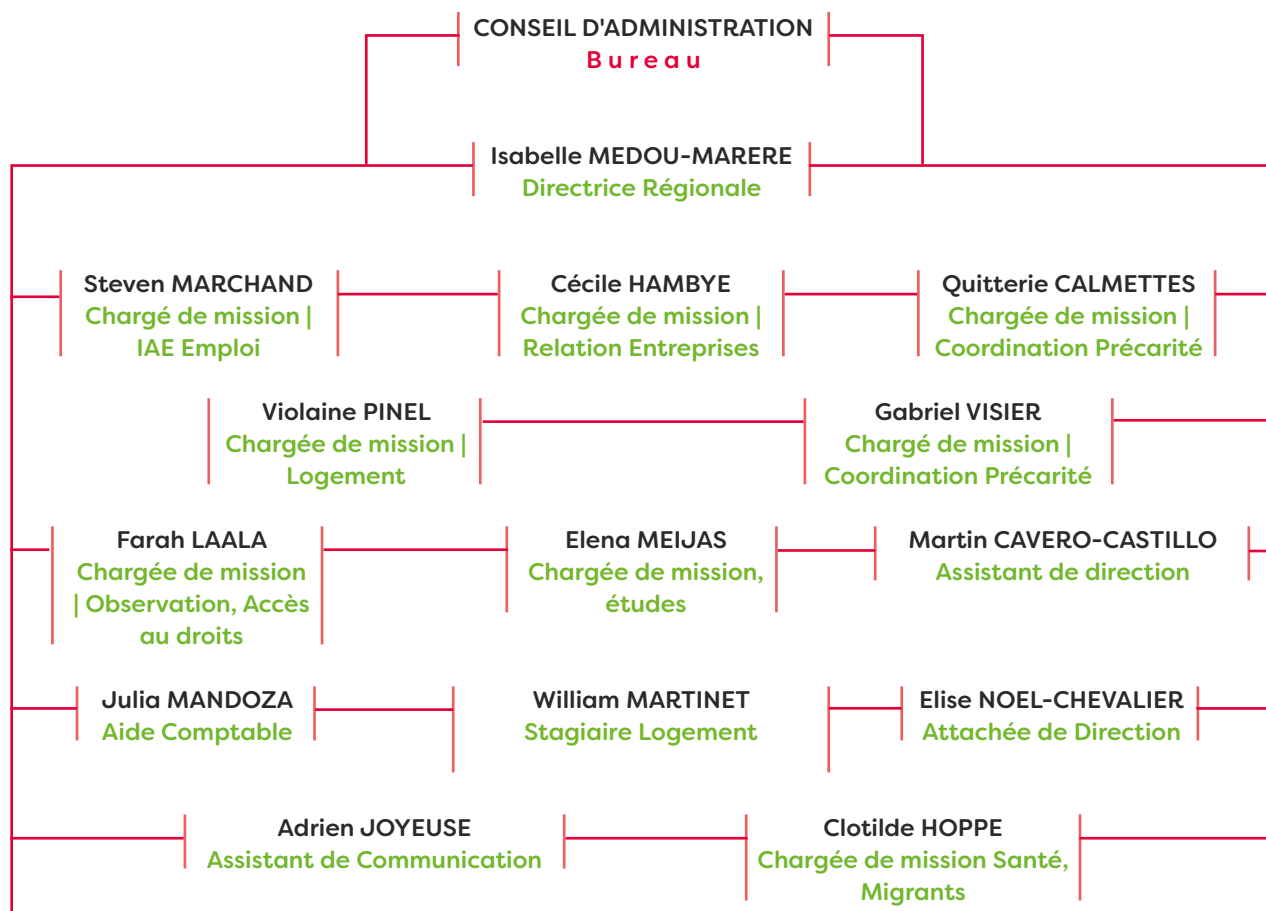 CONSEIL D'ADMINISTRATION
Bureau
Isabelle MEDOU-MARERE
Directrice Régionale
Steven MARCHAND
Chargé de mission |
IAE Emploi
Cécile HAMBYE
Chargée de mission |
Relation Entreprises
Quitterie CALMETTES
Chargée de mission |
Coordination Précarité
Violaine PINEL
Chargée de mission |
Logement
Gabriel VISIER
Chargé de mission |
Coordination Précarité
Farah LAALA
Chargée de mission
| Observation, Accès
au droits
Elena MEIJAS
Chargée de mission,
études
Martin CAVERO-CASTILLO
Assistant de direction
Julia MANDOZA
Aide Comptable
William MARTINET
Stagiaire Logement
Elise NOEL-CHEVALIER
Attachée de Direction
Adrien JOYEUSE
Assistant de Communication
Clotilde HOPPE
Chargée de mission Santé,
Migrants